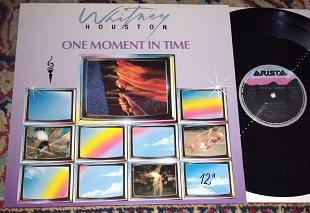 Whitney
HOUSTON
ONE MOMENT IN TIME
ARISTA
12"